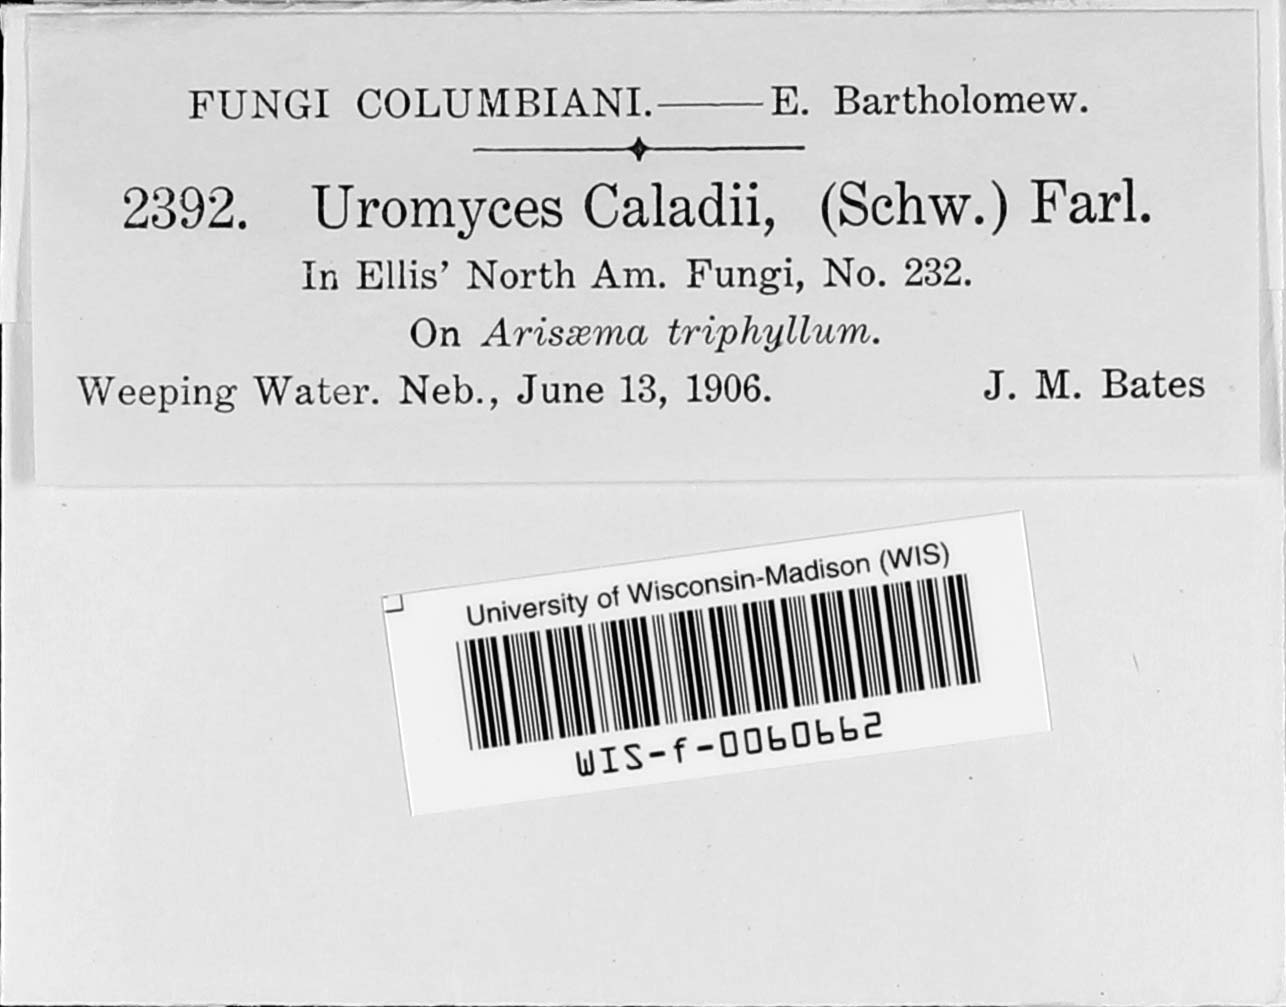 FUNGI COLUMBIANI.——E. Bartholomew.
2392. Uromyces Caladii, (Schw.) Farl.
In Ellis' North Am. Fungi, No. 232.
On Arisæma triphyllum.
Weeping Water. Neb., June 13, 1906. J. M. Bates
University of Wisconsin-Madison (WIS)
WIS-f-0060662